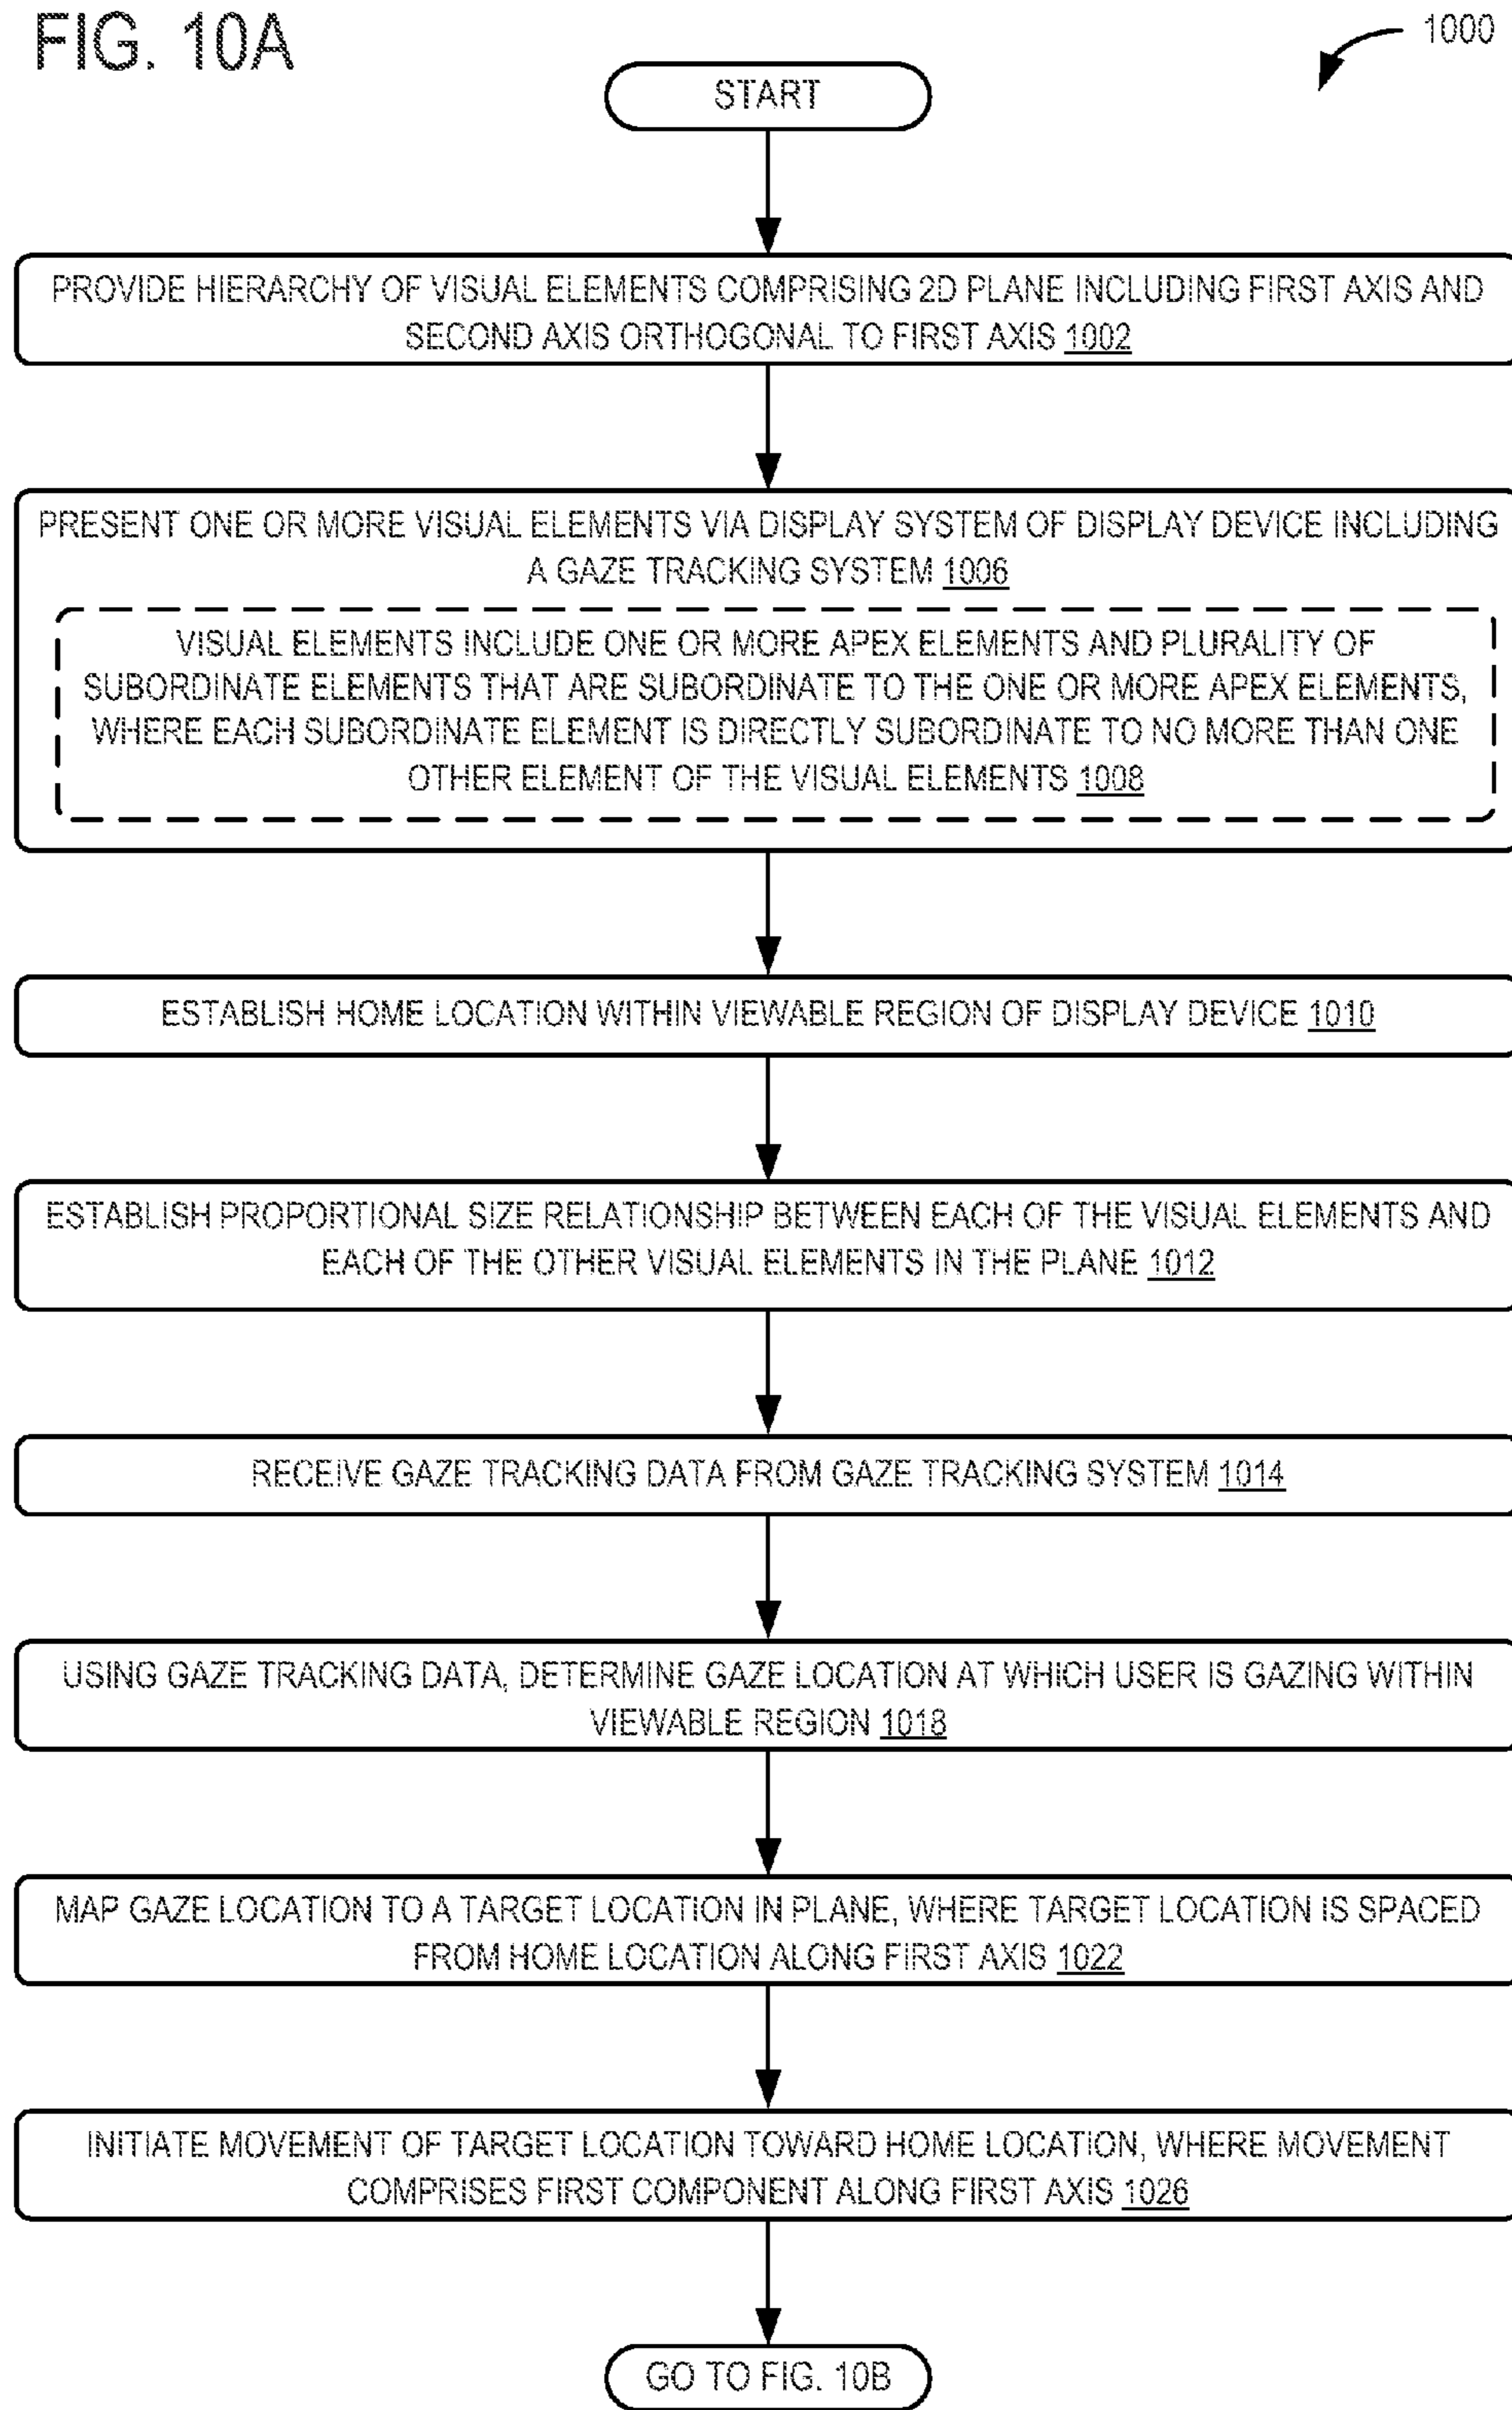 FIG. 10A
1000
START
PROVIDE HIERARCHY OF VISUAL ELEMENTS COMPRISING 2D PLANE INCLUDING FIRST AXIS AND
SECOND AXIS ORTHOGONAL TO FIRST AXIS 1002
PRESENT ONE OR MORE VISUAL ELEMENTS VIA DISPLAY SYSTEM OF DISPLAY DEVICE INCLUDING
A GAZE TRACKING SYSTEM 1006
VISUAL ELEMENTS INCLUDE ONE OR MORE APEX ELEMENTS AND PLURALITY OF
SUBORDINATE ELEMENTS THAT ARE SUBORDINATE TO THE ONE OR MORE APEX ELEMENTS,
WHERE EACH SUBORDINATE ELEMENT IS DIRECTLY SUBORDINATE TO NO MORE THAN ONE
OTHER ELEMENT OF THE VISUAL ELEMENTS 1008
ESTABLISH HOME LOCATION WITHIN VIEWABLE REGION OF DISPLAY DEVICE 1010
ESTABLISH PROPORTIONAL SIZE RELATIONSHIP BETWEEN EACH OF THE VISUAL ELEMENTS AND
EACH OF THE OTHER VISUAL ELEMENTS IN THE PLANE 1012
RECEIVE GAZE TRACKING DATA FROM GAZE TRACKING SYSTEM 1014
USING GAZE TRACKING DATA, DETERMINE GAZE LOCATION AT WHICH USER IS GAZING WITHIN
VIEWABLE REGION 1018
MAP GAZE LOCATION TO A TARGET LOCATION IN PLANE, WHERE TARGET LOCATION IS SPACED
FROM HOME LOCATION ALONG FIRST AXIS 1022
INITIATE MOVEMENT OF TARGET LOCATION TOWARD HOME LOCATION, WHERE MOVEMENT
COMPRISES FIRST COMPONENT ALONG FIRST AXIS 1026
GO TO FIG. 10B